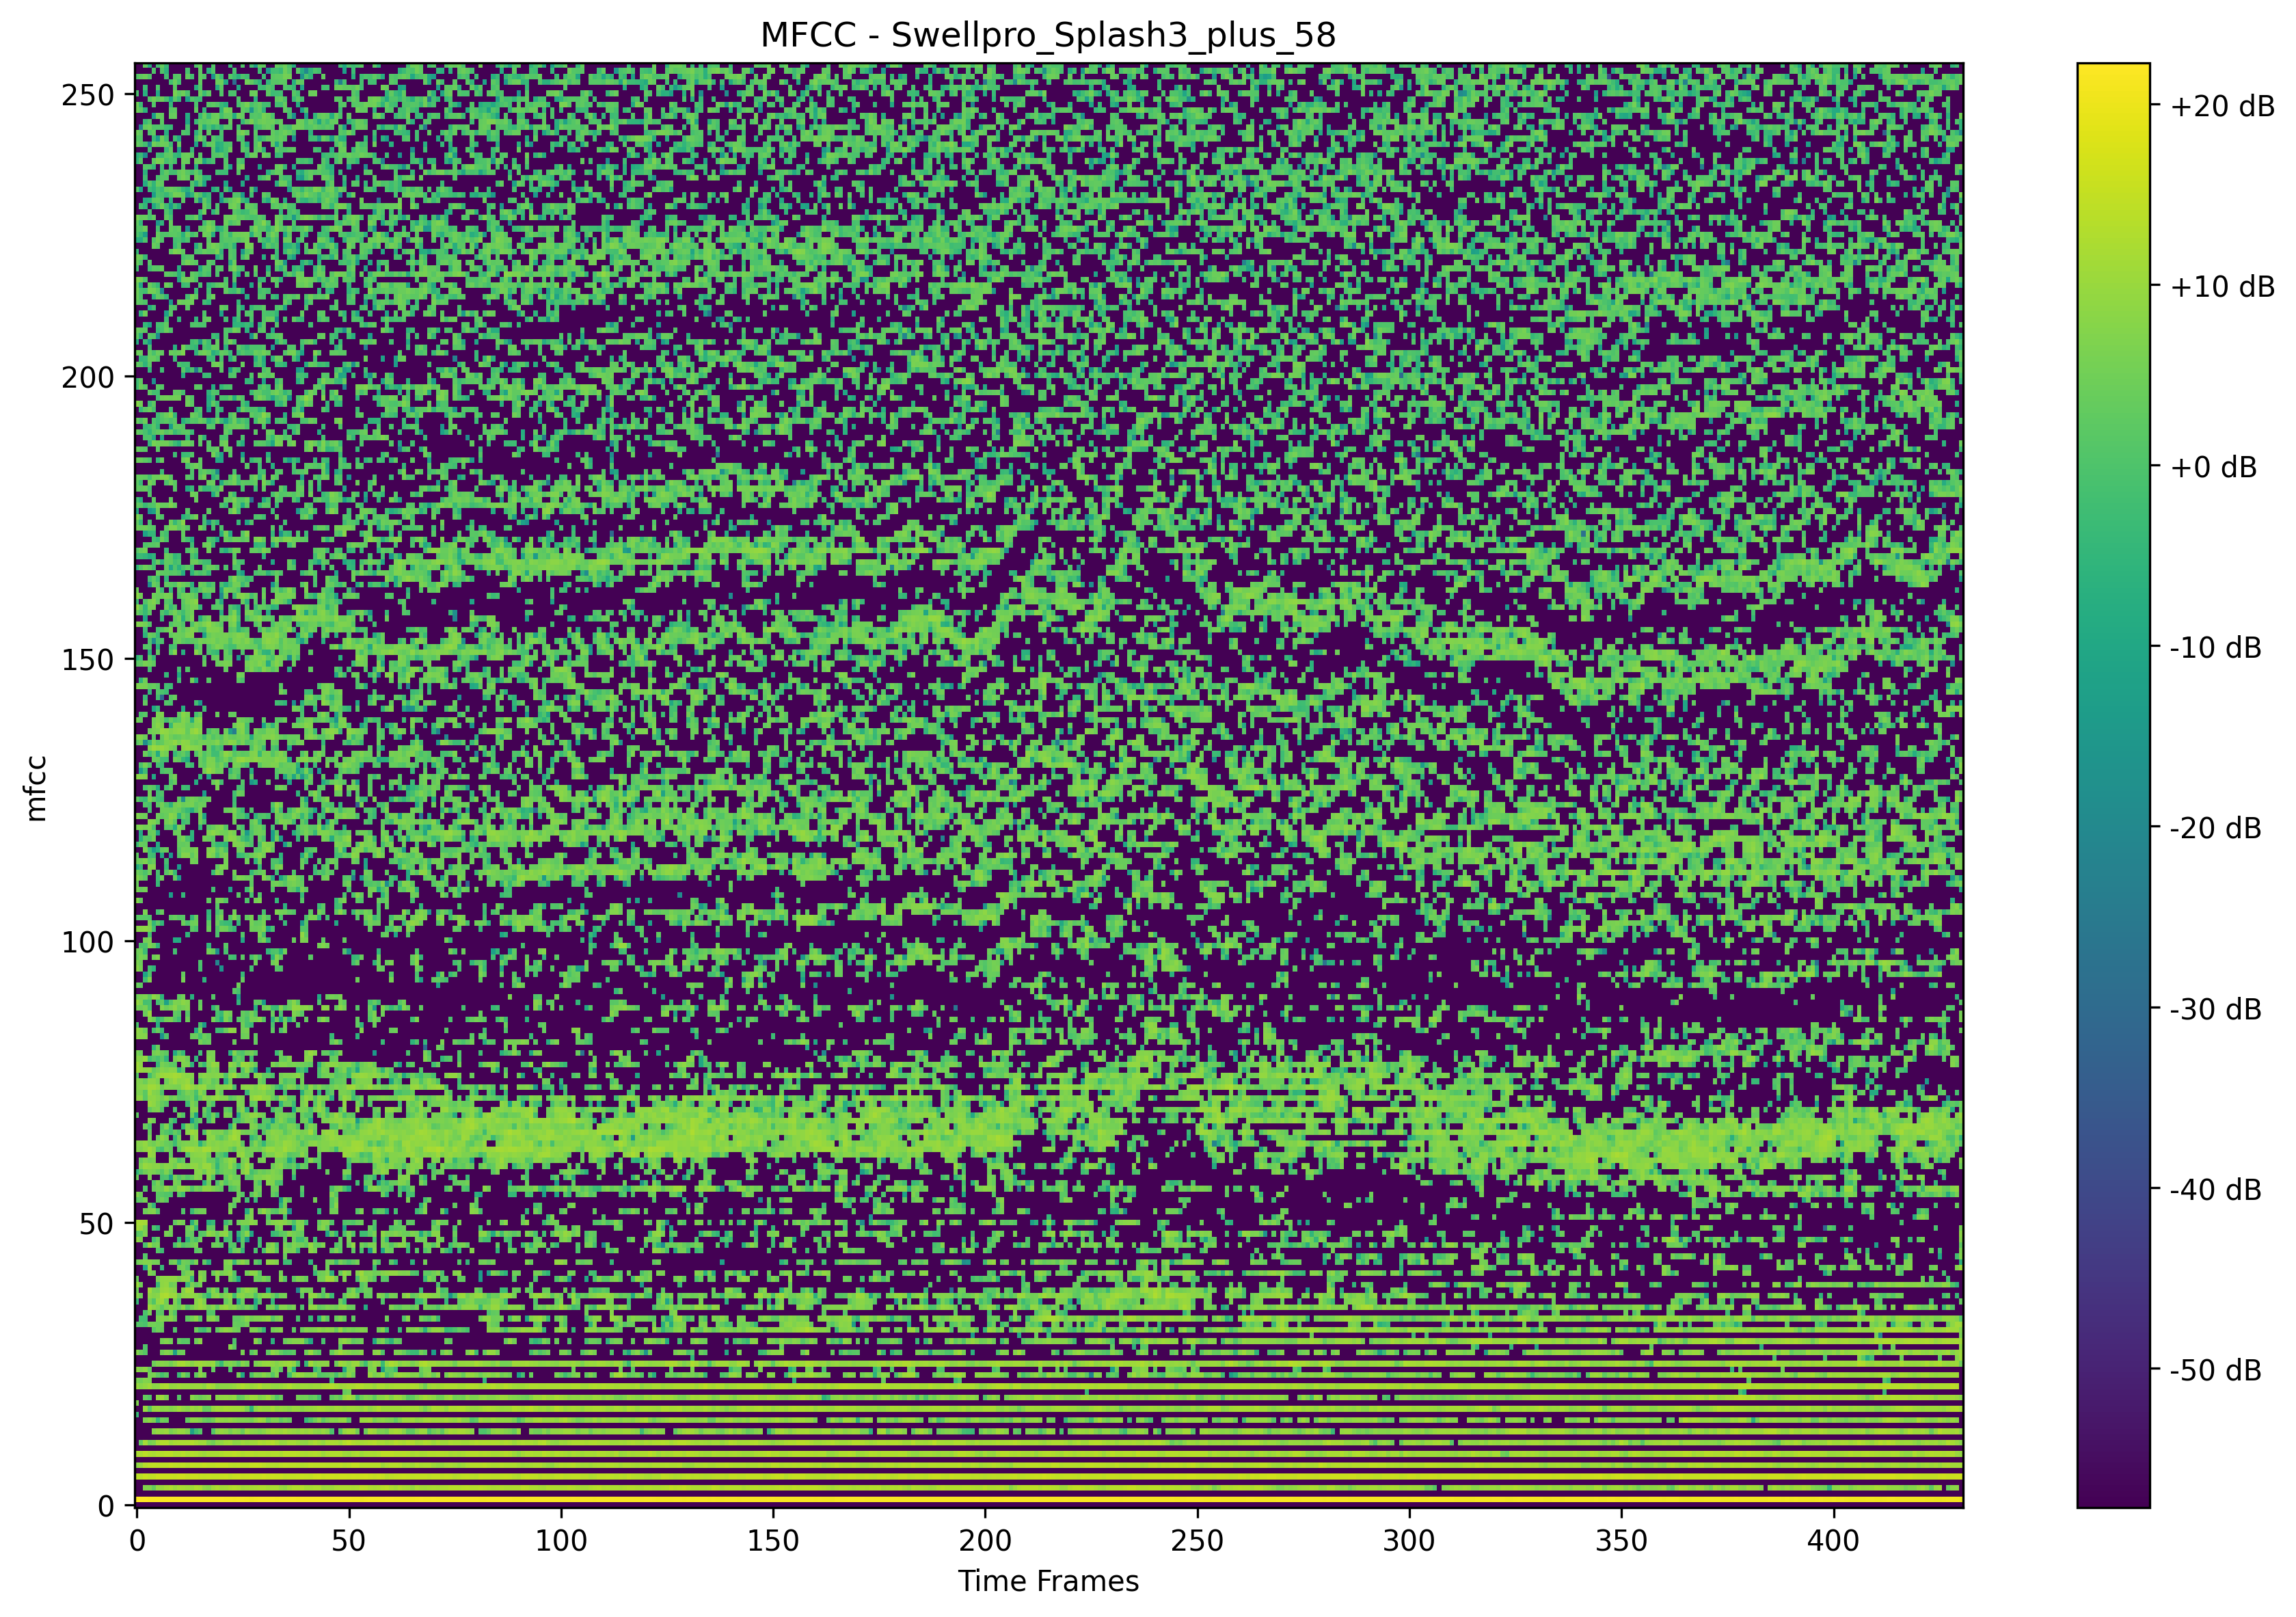 MFCC - Swellpro_Splash3_plus_58
250
200
150
100
50
0
mfcc
0 50 100 150 200 250 300 350 400
Time Frames
+20 dB
+10 dB
+0 dB
-10 dB
-20 dB
-30 dB
-40 dB
-50 dB